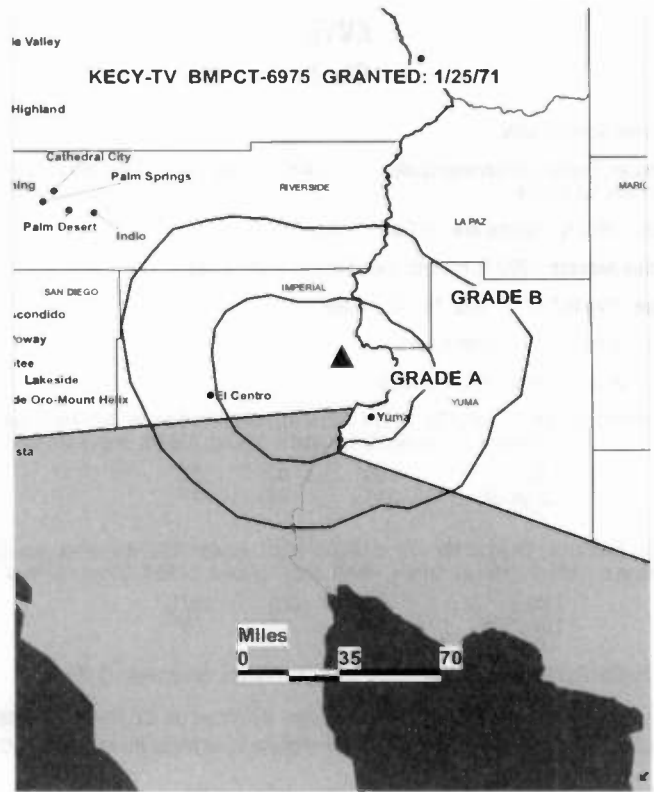 le Valley
KECY-TV BMPCT-6975 GRANTED: 1/25/71
Highland
Cathedral City
ning
Palm Springs
RIVERSIDE
MARIC
Palm Desert
Indio
LA PAZ
SAN DIEGO
IMPERIAL
GRADE B
scondido
Poway
itee
Lakeside
GRADE A
de Oro-Mount Helix
El Centro
YUMA
Yuma
sta
Miles
0 35 70